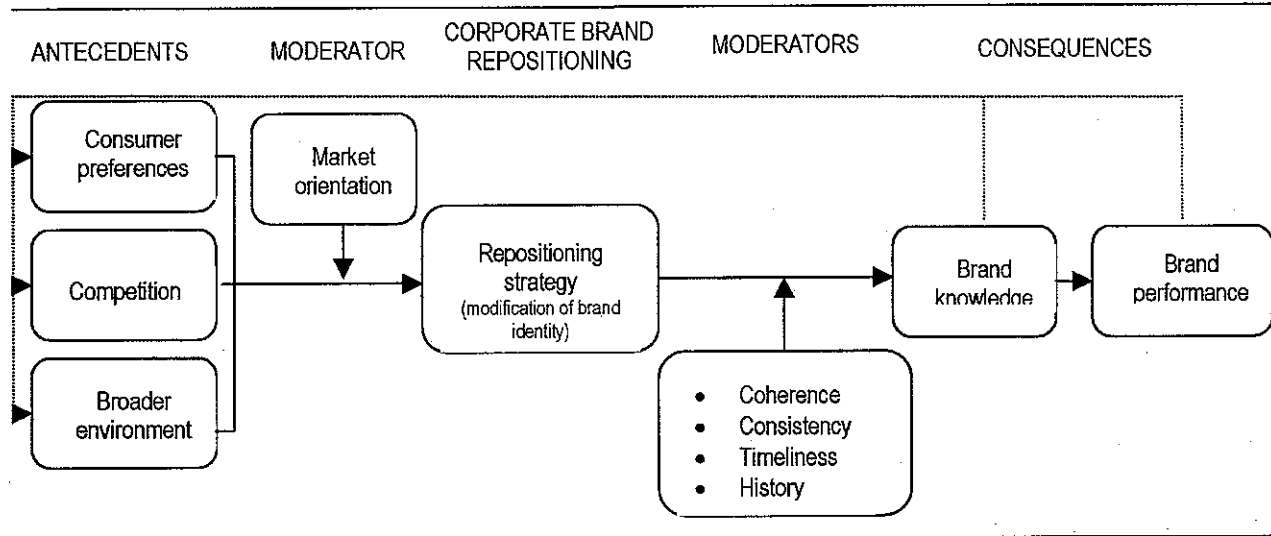 ANTECEDENTS
MODERATOR
CORPORATE BRAND
REPOSITIONING
MODERATORS
CONSEQUENCES
Consumer
preferences
Market
orientation
Competition
Repositioning
strategy
(modification of brand
identity)
Brand
knowledge
Brand
performance
Broader
environment
• Coherence
• Consistency
• Timeliness
• History